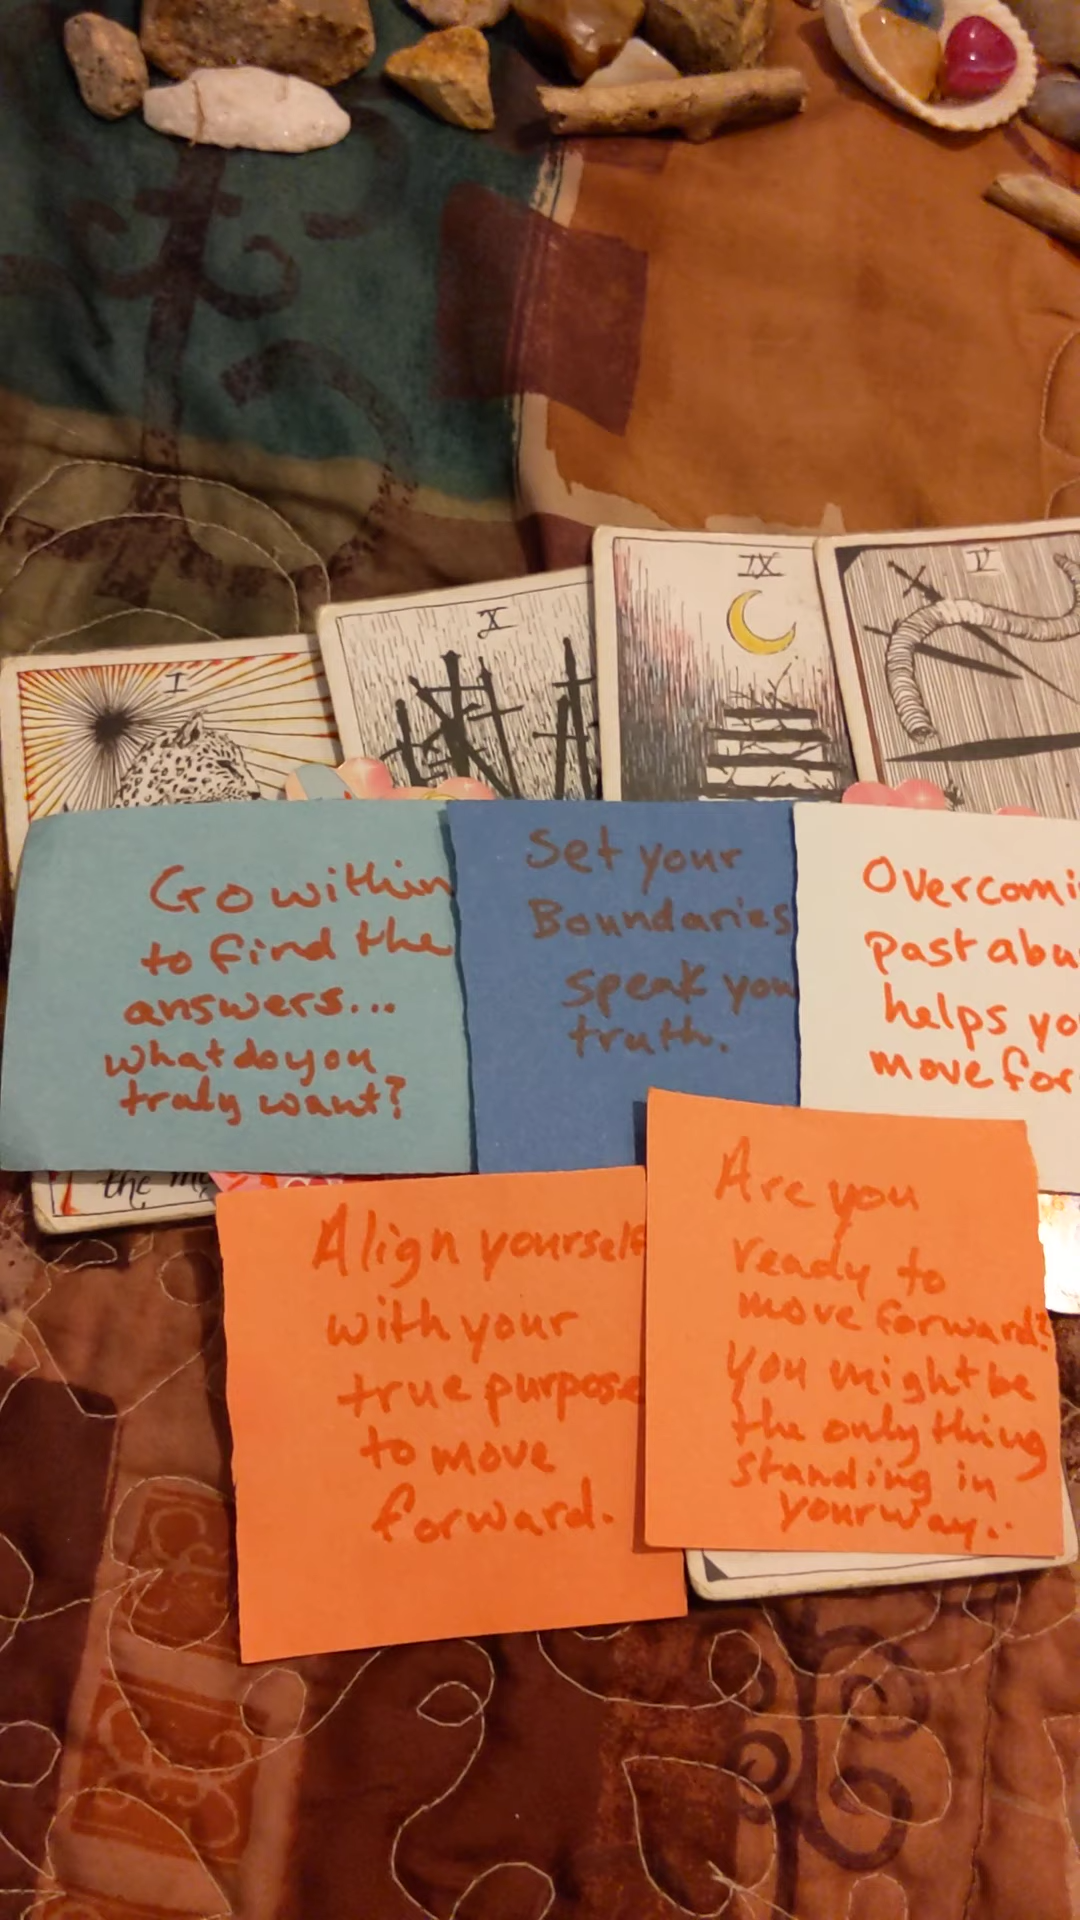 I
X
IX
V
Go within
to find the
answers...
what do you
truly want?
Set your
Boundaries
speak you
truth.
Overcomi
past abu
helps yo
move for
the m
Align yourself
with your
true purpose
to move
forward.
Are you
ready to
move forward?
You might be
the only thing
standing in
your way..